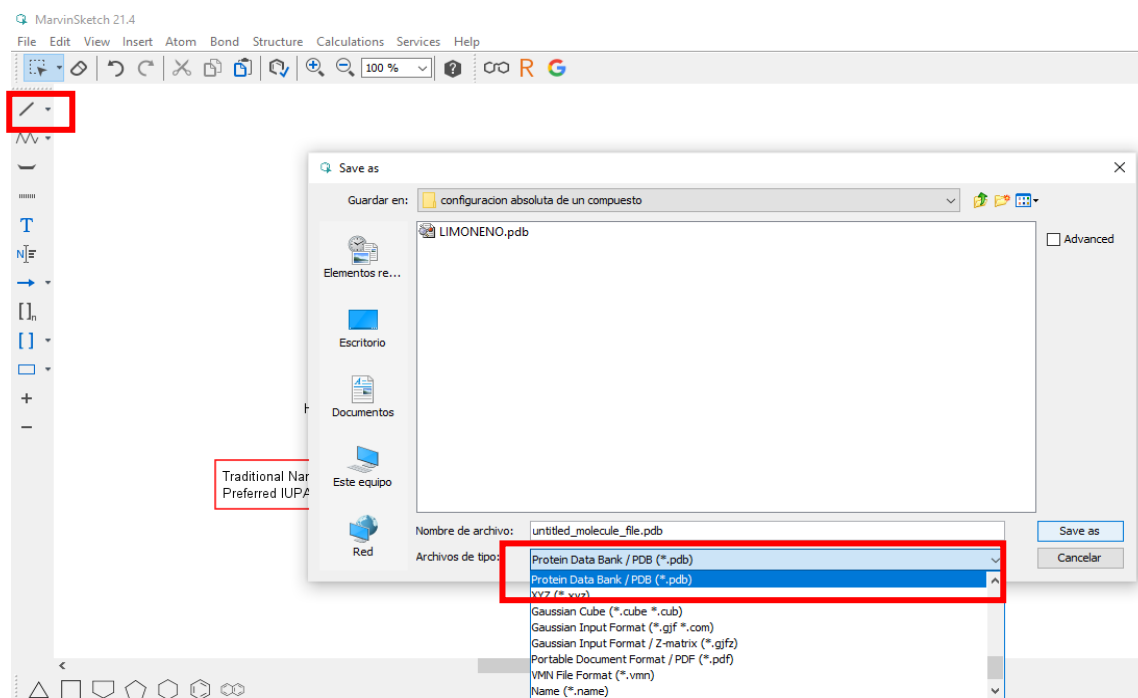 MarvinSketch 21.4
File Edit View Insert Atom Bond Structure Calculations Services Help
100 %
R G
Save as
Guardar en: configuracion absoluta de un compuesto
LIMONENO.pdb
Advanced
Elementos re...
Escritorio
Documentos
Este equipo
Red
T
N
[ ]n
[ ]
H
Traditional Nar
Preferred IUPA
Nombre de archivo: untitled_molecule_file.pdb
Save as
Archivos de tipo: Protein Data Bank / PDB (*.pdb)
Cancelar
Protein Data Bank / PDB (*.pdb)
XYZ (*.xyz)
Gaussian Cube (*.cube *.cub)
Gaussian Input Format (*.gjf *.com)
Gaussian Input Format / Z-matrix (*.gjfz)
Portable Document Format / PDF (*.pdf)
VMN File Format (*.vmn)
Name (*.name)